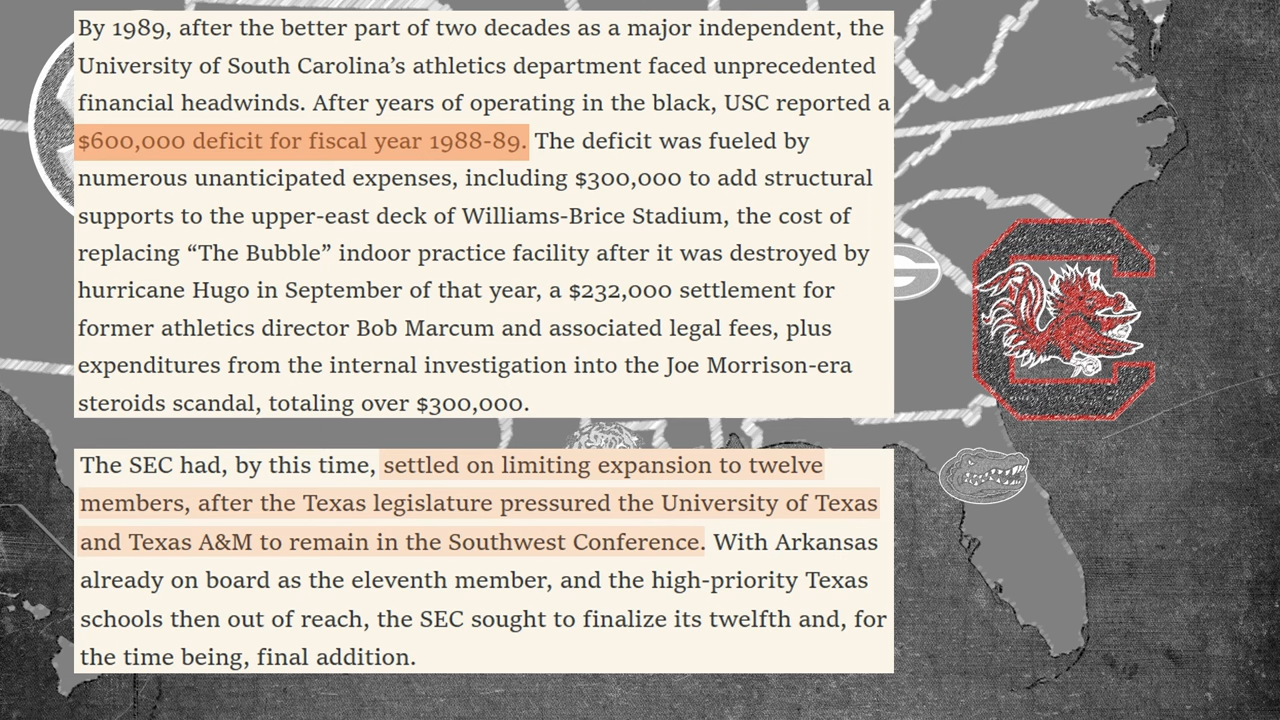 By 1989, after the better part of two decades as a major independent, the
University of South Carolina’s athletics department faced unprecedented
financial headwinds. After years of operating in the black, USC reported a
$600,000 deficit for fiscal year 1988-89. The deficit was fueled by
numerous unanticipated expenses, including $300,000 to add structural
supports to the upper-east deck of Williams-Brice Stadium, the cost of
replacing “The Bubble” indoor practice facility after it was destroyed by
hurricane Hugo in September of that year, a $232,000 settlement for
former athletics director Bob Marcum and associated legal fees, plus
expenditures from the internal investigation into the Joe Morrison-era
steroids scandal, totaling over $300,000.
The SEC had, by this time, settled on limiting expansion to twelve
members, after the Texas legislature pressured the University of Texas
and Texas A&M to remain in the Southwest Conference. With Arkansas
already on board as the eleventh member, and the high-priority Texas
schools then out of reach, the SEC sought to finalize its twelfth and, for
the time being, final addition.